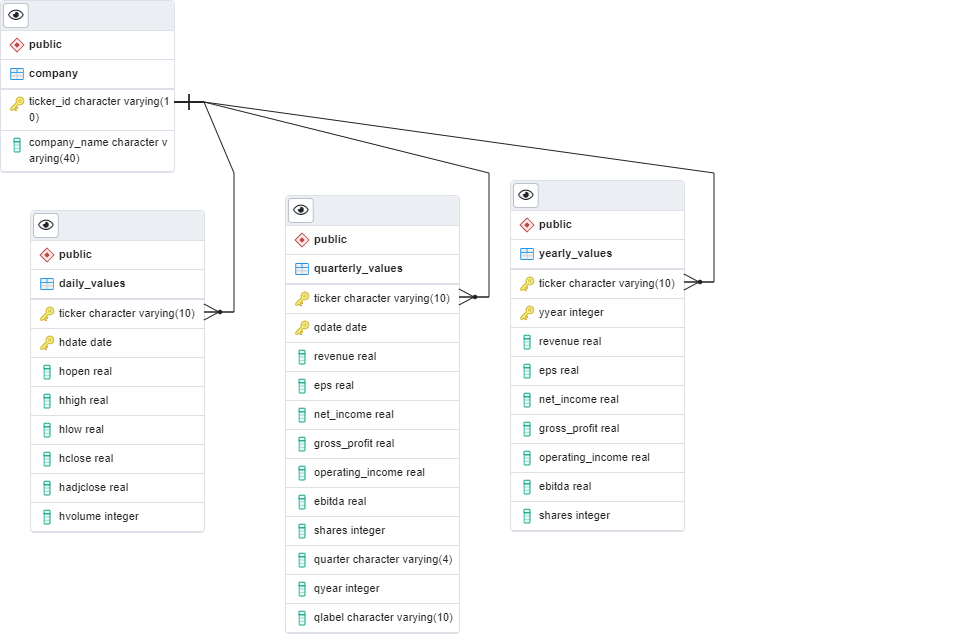 public
company
ticker_id character varying(1
0)
company_name character v
arying(40)
public
daily_values
ticker character varying(10)
hdate date
hopen real
hhigh real
hlow real
hclose real
hadjclose real
hvolume integer
public
quarterly_values
ticker character varying(10)
qdate date
revenue real
eps real
net_income real
gross_profit real
operating_income real
ebitda real
shares integer
quarter character varying(4)
qyear integer
qlabel character varying(10)
public
yearly_values
ticker character varying(10)
yyear integer
revenue real
eps real
net_income real
gross_profit real
operating_income real
ebitda real
shares integer